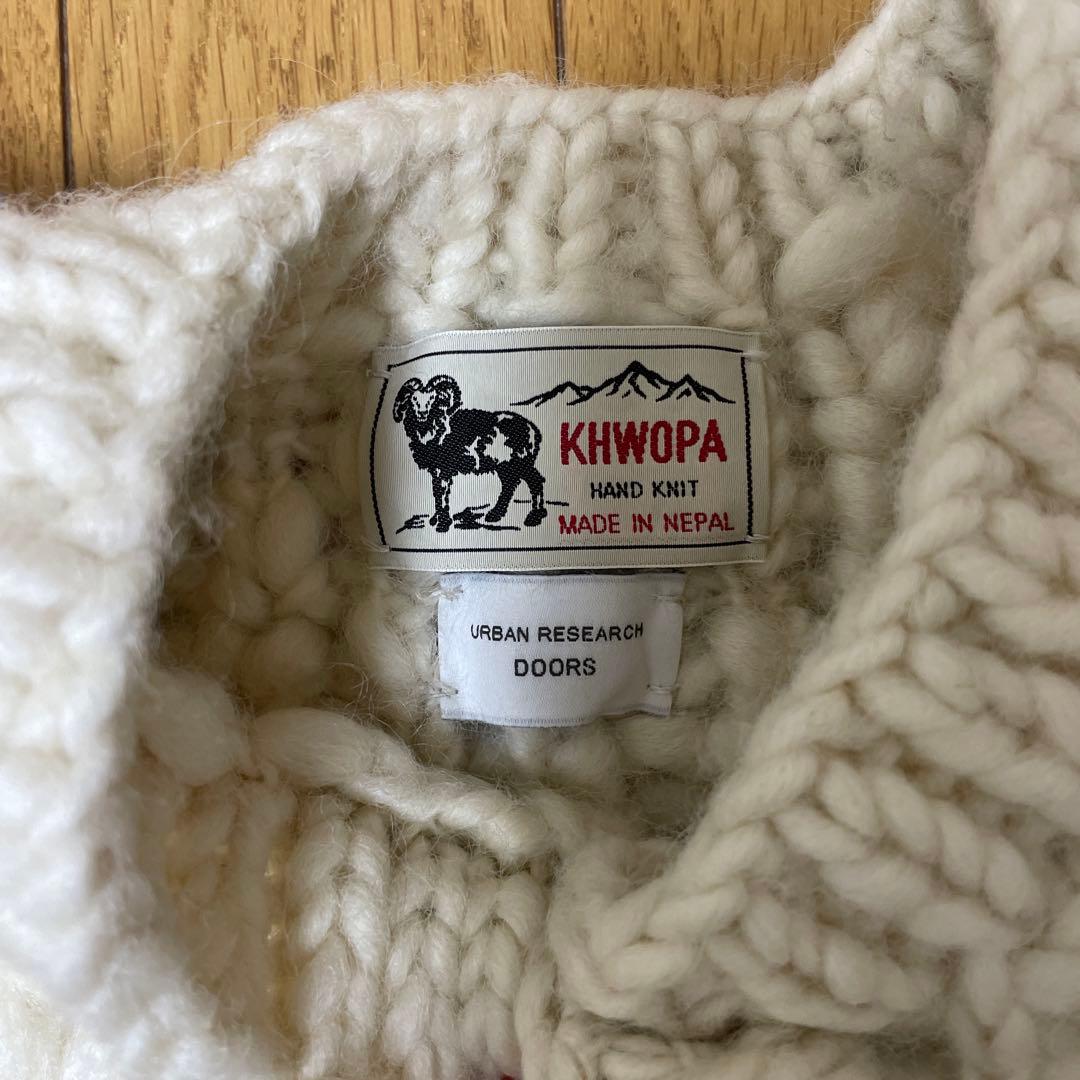 KHWOPA
HAND KNIT
MADE IN NEPAL
URBAN RESEARCH
DOORS